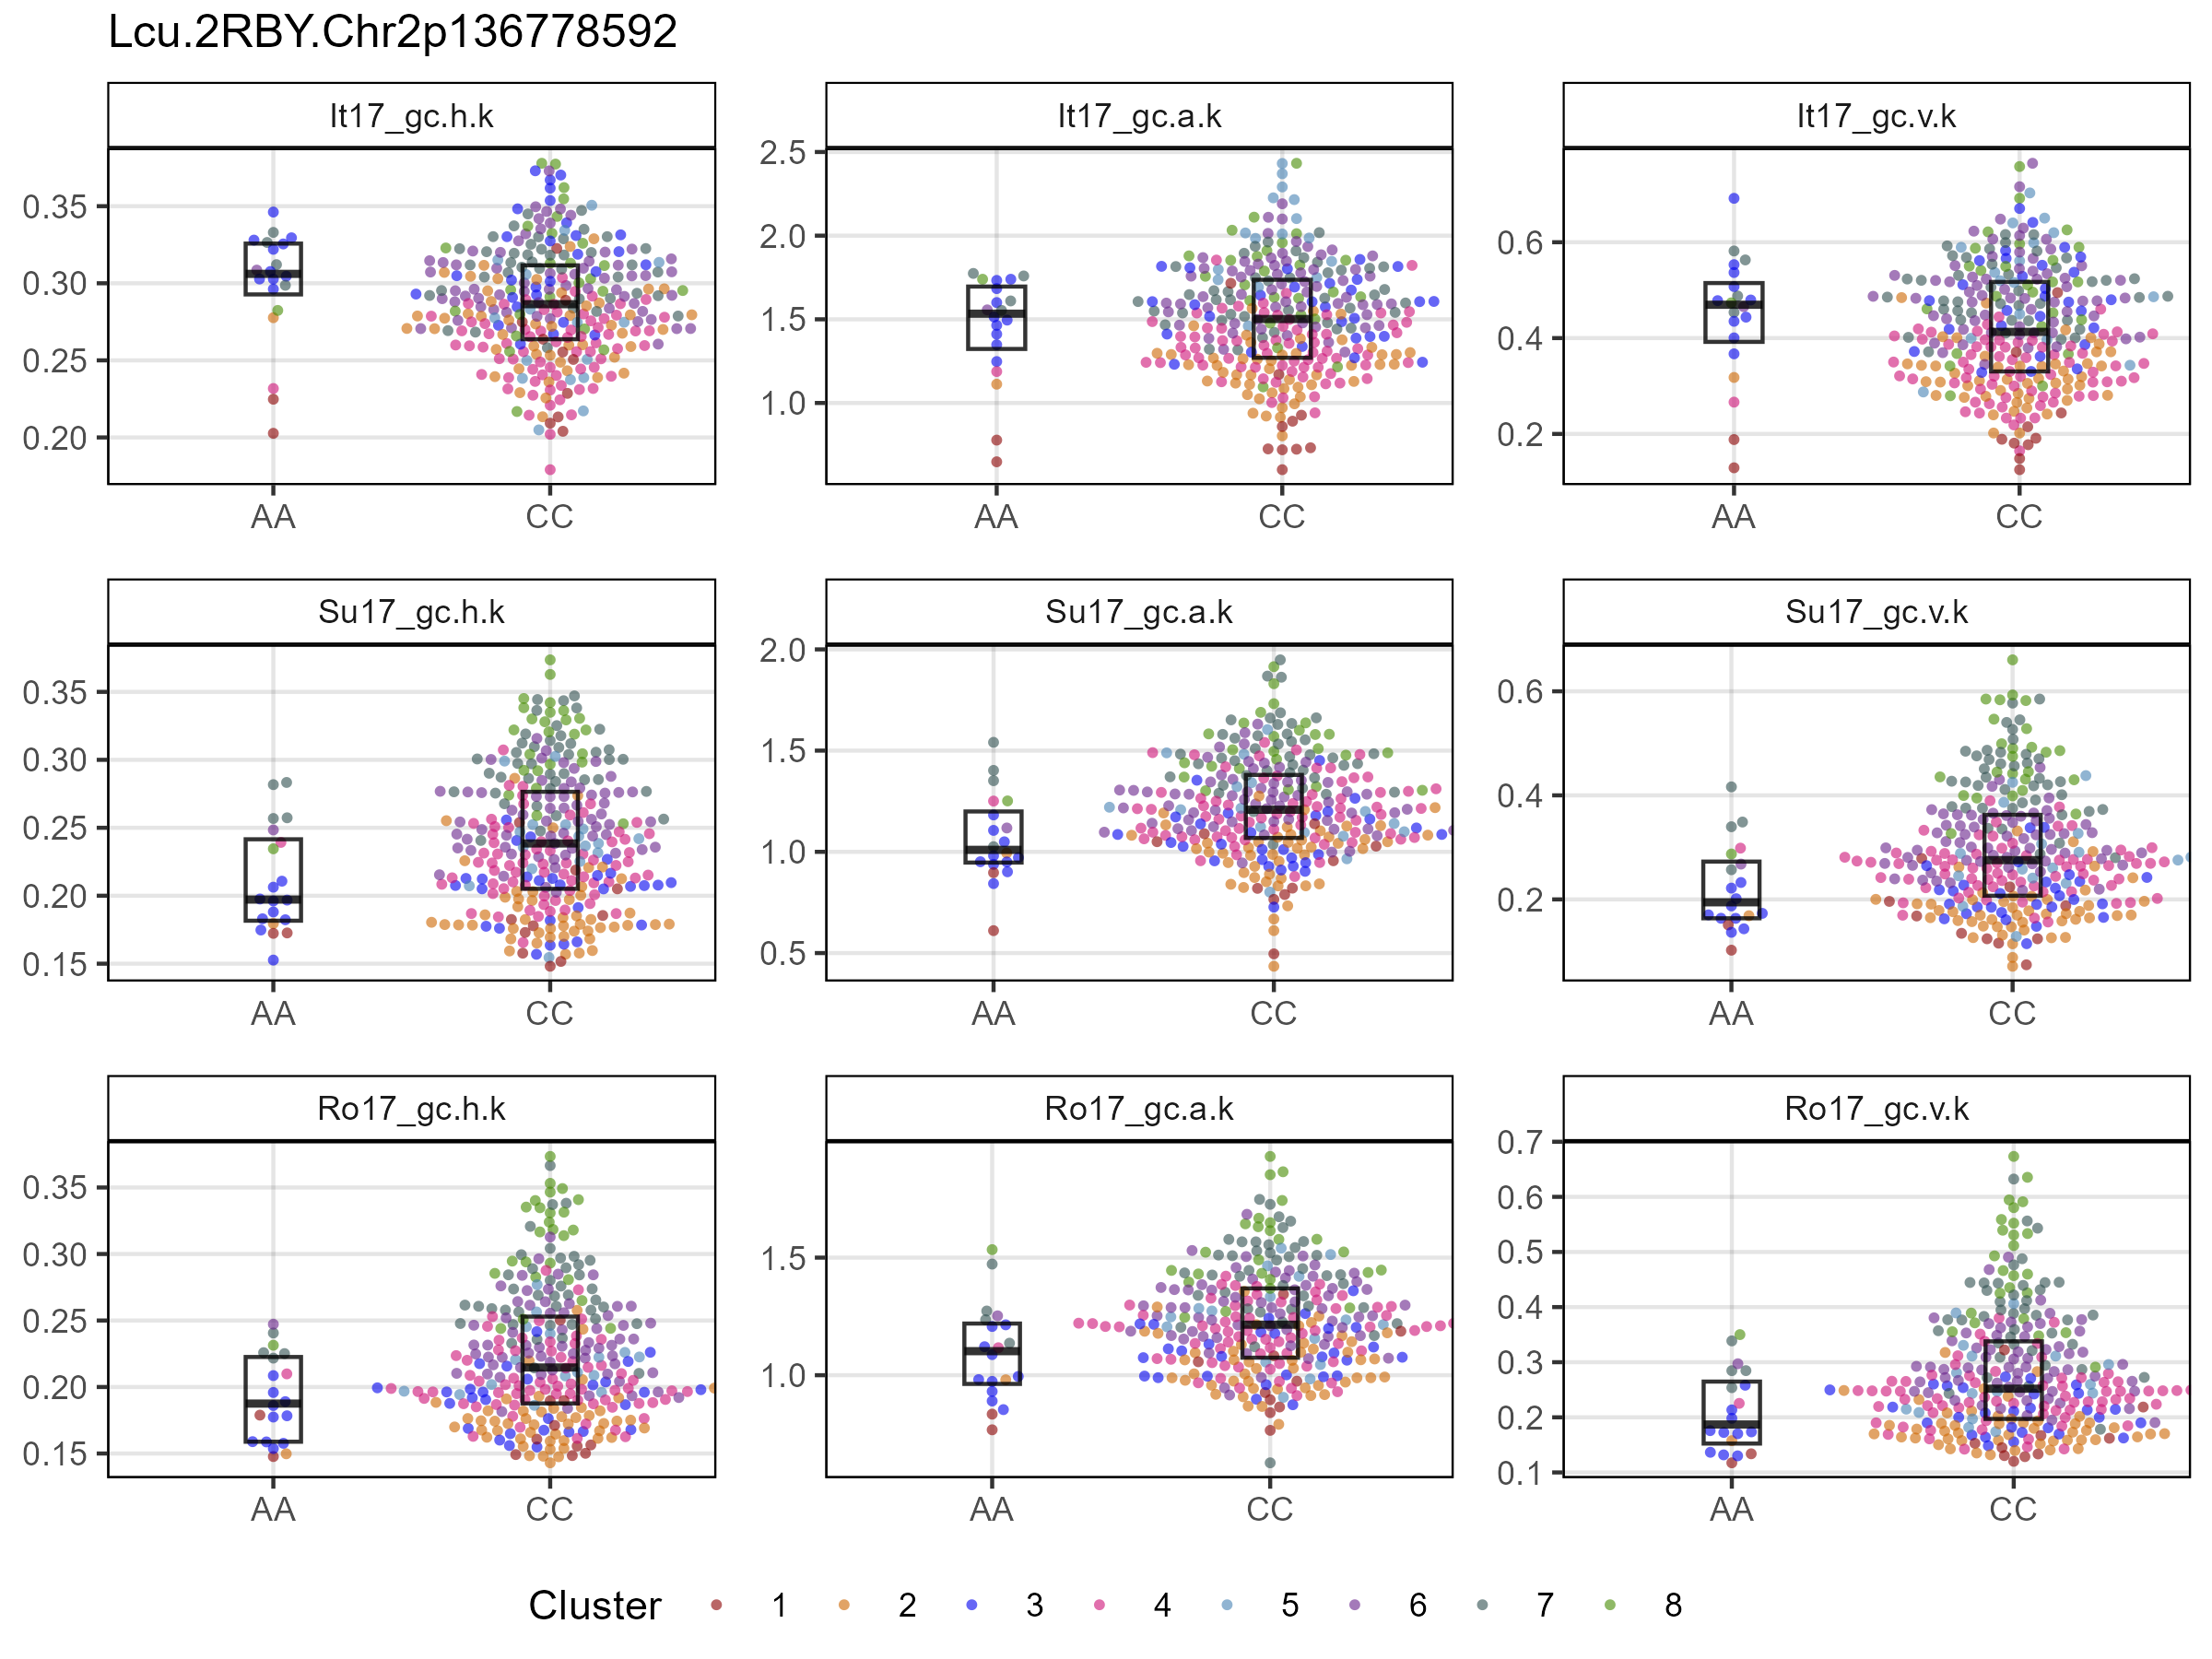 Lcu.2RBY.Chr2p136778592
It17_gc.h.k
It17_gc.a.k
It17_gc.v.k
0.35
0.30
0.25
0.20
AA
CC
2.5
2.0
1.5
1.0
AA
CC
0.6
0.4
0.2
AA
CC
Su17_gc.h.k
Su17_gc.a.k
Su17_gc.v.k
0.35
0.30
0.25
0.20
0.15
AA
CC
2.0
1.5
1.0
0.5
AA
CC
0.6
0.4
0.2
AA
CC
Ro17_gc.h.k
Ro17_gc.a.k
Ro17_gc.v.k
0.35
0.30
0.25
0.20
0.15
AA
CC
1.5
1.0
AA
CC
0.7
0.6
0.5
0.4
0.3
0.2
0.1
AA
CC
Cluster 1 2 3 4 5 6 7 8